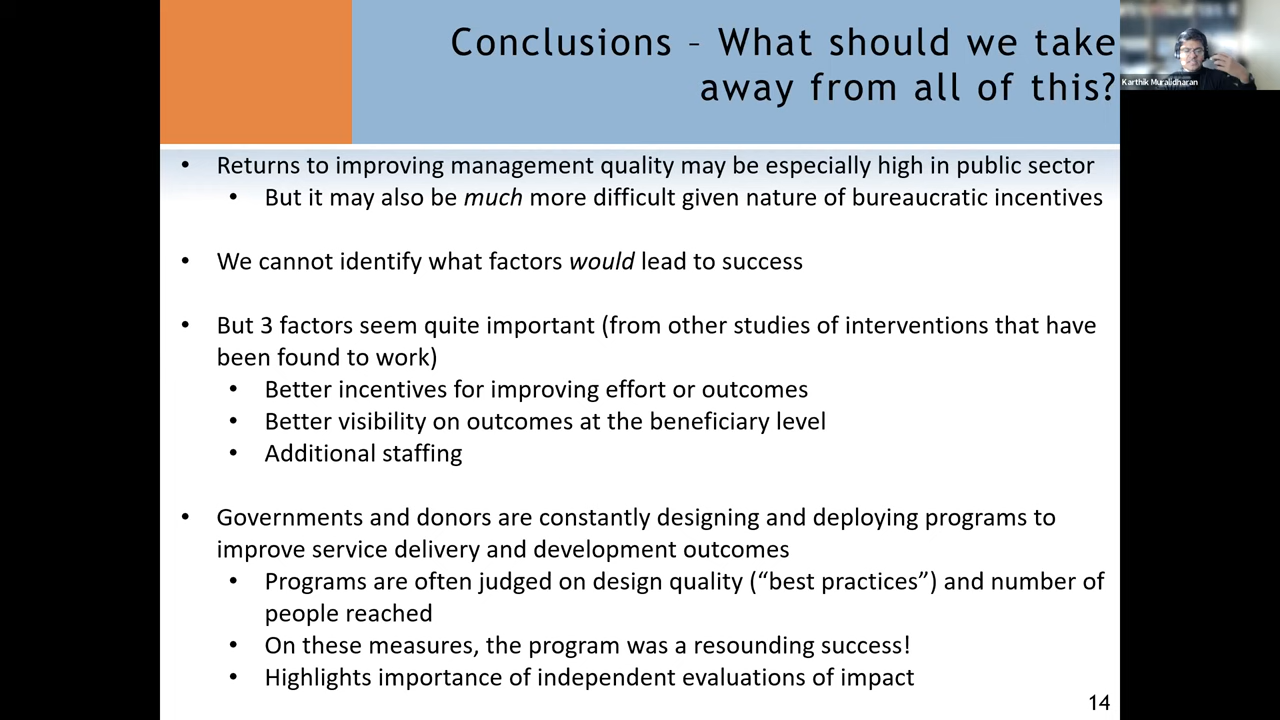 Conclusions – What should we take
away from all of this?
Karthik Muralidharan
• Returns to improving management quality may be especially high in public sector
• But it may also be much more difficult given nature of bureaucratic incentives
• We cannot identify what factors would lead to success
• But 3 factors seem quite important (from other studies of interventions that have
been found to work)
• Better incentives for improving effort or outcomes
• Better visibility on outcomes at the beneficiary level
• Additional staffing
• Governments and donors are constantly designing and deploying programs to
improve service delivery and development outcomes
• Programs are often judged on design quality (“best practices”) and number of
people reached
• On these measures, the program was a resounding success!
• Highlights importance of independent evaluations of impact
14